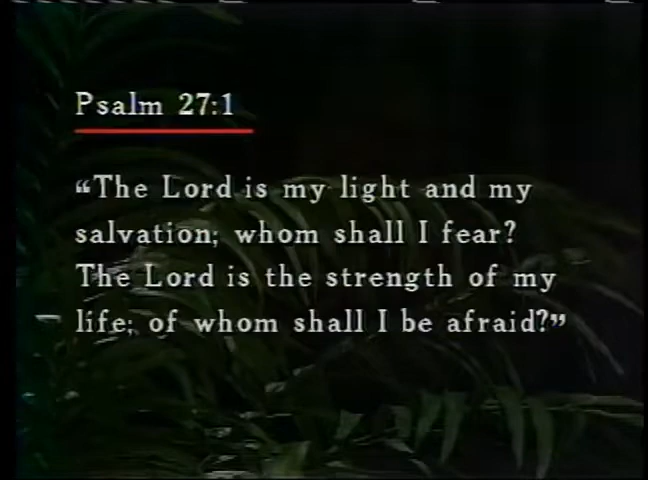 Psalm 27:1
“The Lord is my light and my
salvation; whom shall I fear?
The Lord is the strength of my
life; of whom shall I be afraid?”